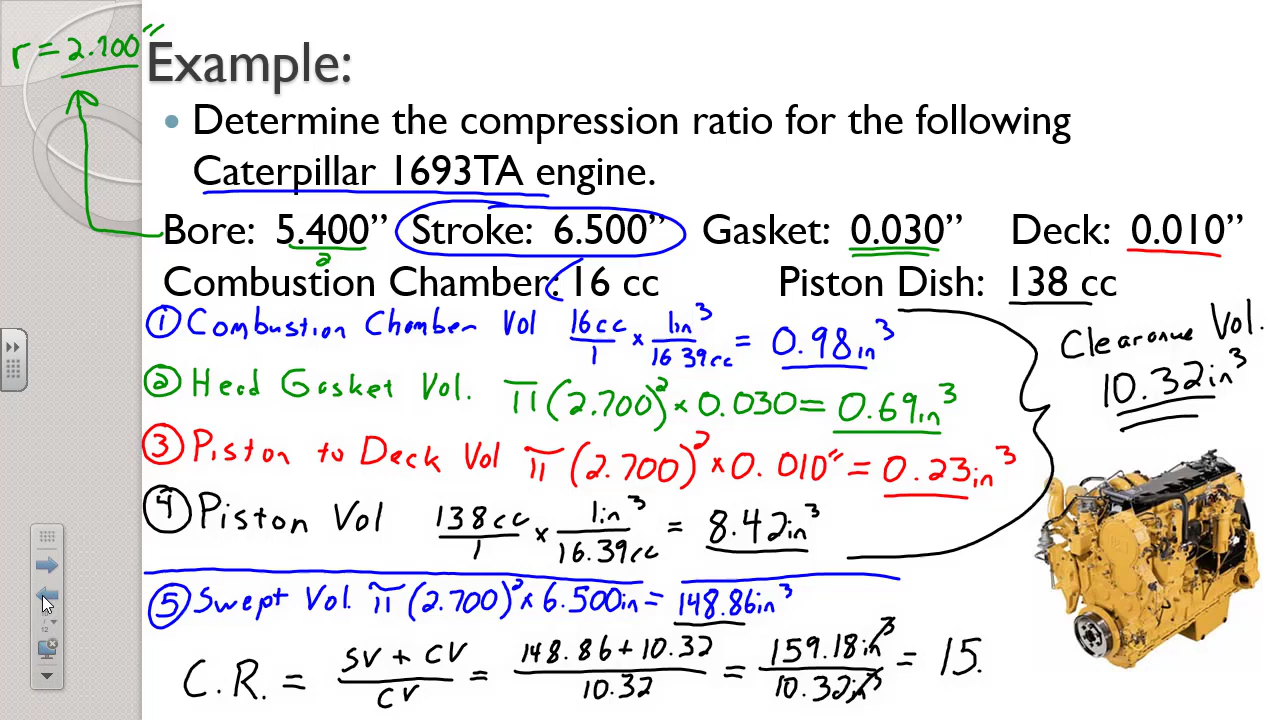 r = 2.700"
Example:
• Determine the compression ratio for the following
Caterpillar 1693TA engine.
Bore: 5.400” Stroke: 6.500” Gasket: 0.030” Deck: 0.010”
2
Combustion Chamber: 16 cc Piston Dish: 138 cc
① Combustion Chamber Vol 16cc/1 × 1in³/16.39cc = 0.98in³
Clearance Vol.
10.32in³
② Head Gasket Vol. π(2.700)² × 0.030 = 0.69in³
③ Piston to Deck Vol π(2.700)² × 0.010" = 0.23in³
④ Piston Vol 138cc/1 × 1in³/16.39cc = 8.42in³
⑤ Swept Vol. π(2.700)² × 6.500in = 148.86in³
C.R. = SV + CV/CV = 148.86 + 10.32/10.32 = 159.18in³/10.32in³ = 15.